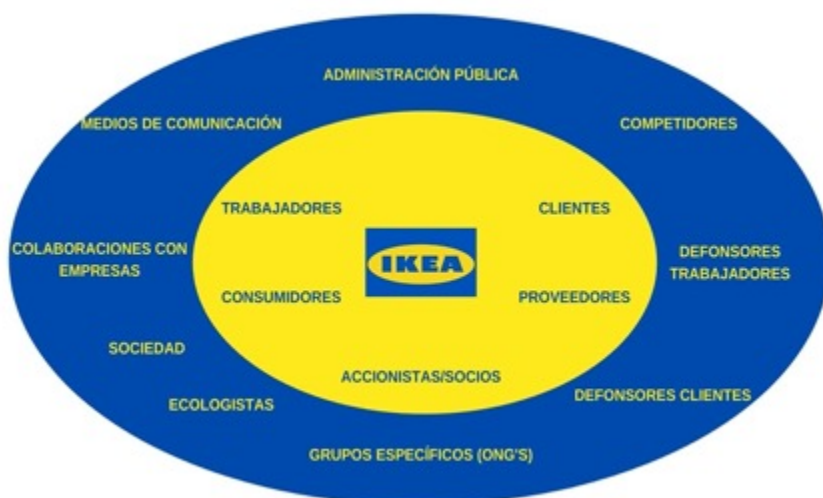 ADMINISTRACIÓN PÚBLICA
MEDIOS DE COMUNICACIÓN
COMPETIDORES
TRABAJADORES
CLIENTES
COLABORACIONES CON
EMPRESAS
IKEA
DEFONSORES
TRABAJADORES
CONSUMIDORES
PROVEEDORES
SOCIEDAD
ACCIONISTAS/SOCIOS
ECOLOGISTAS
DEFONSORES CLIENTES
GRUPOS ESPECÍFICOS (ONG'S)